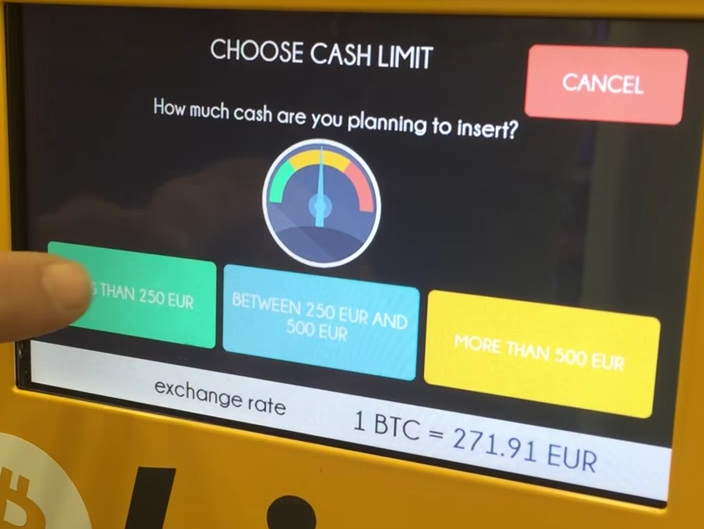 CHOOSE CASH LIMIT
CANCEL
How much cash are you planning to insert?
THAN 250 EUR
BETWEEN 250 EUR AND
500 EUR
MORE THAN 500 EUR
exchange rate
1 BTC = 271.91 EUR